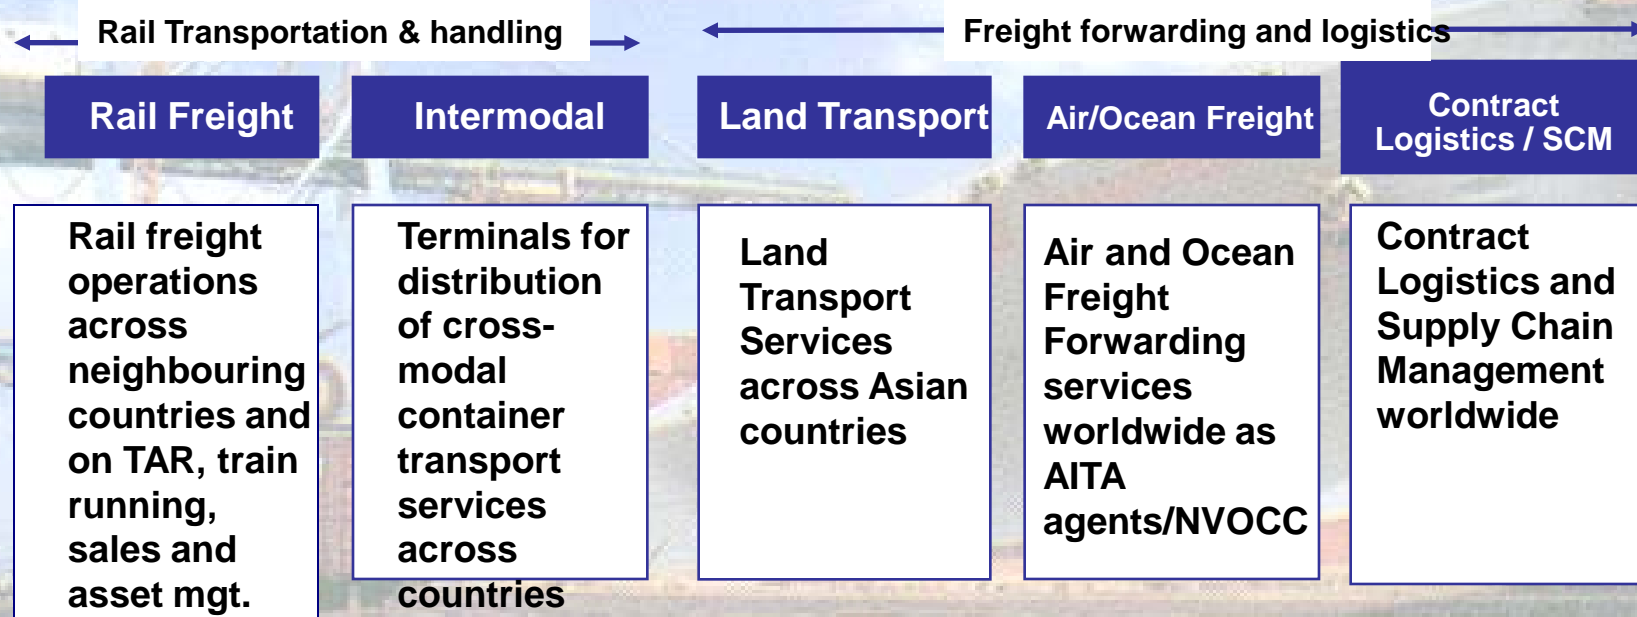 Rail Transportation & handling
Freight forwarding and logistics
Rail Freight
Intermodal
Land Transport
Air/Ocean Freight
Contract
Logistics / SCM
Rail freight
operations
across
neighbouring
countries and
on TAR, train
running,
sales and
asset mgt.
Terminals for
distribution
of cross-
modal
container
transport
services
across
countries
Land
Transport
Services
across Asian
countries
Air and Ocean
Freight
Forwarding
services
worldwide as
AITA
agents/NVOCC
Contract
Logistics and
Supply Chain
Management
worldwide